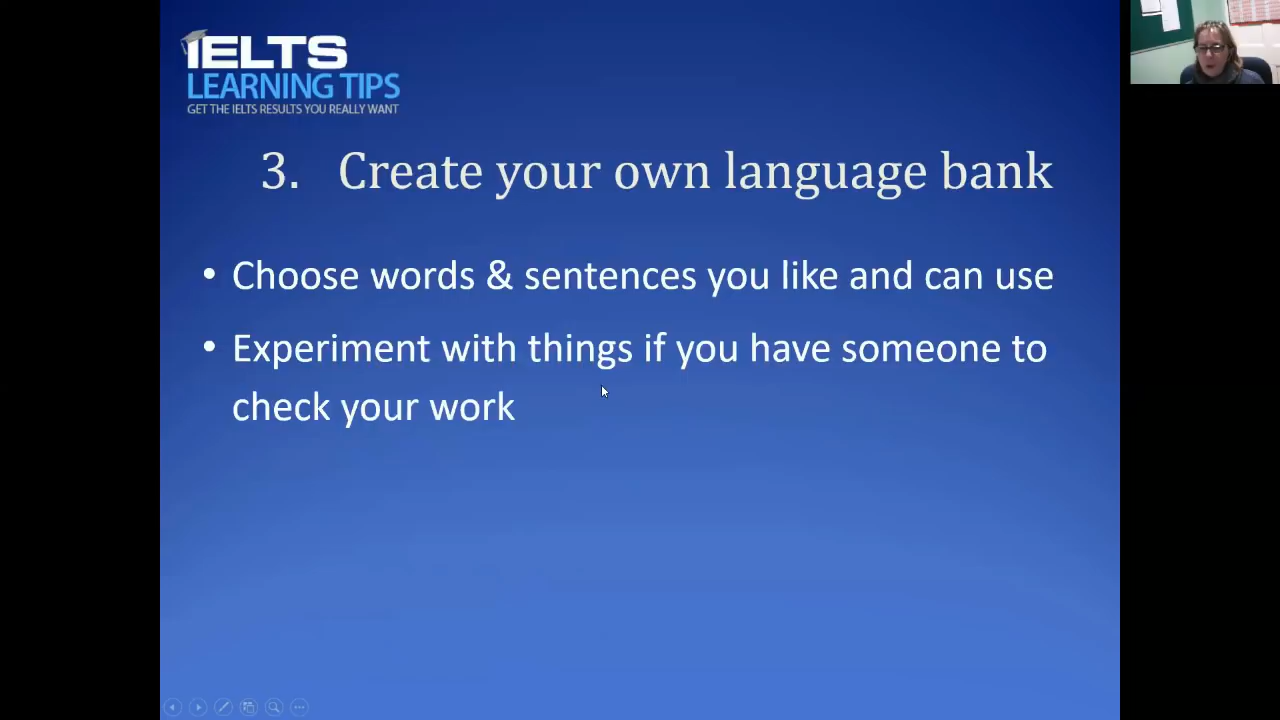 IELTS
LEARNING TIPS
GET THE IELTS RESULTS YOU REALLY WANT
3. Create your own language bank
• Choose words & sentences you like and can use
• Experiment with things if you have someone to
check your work